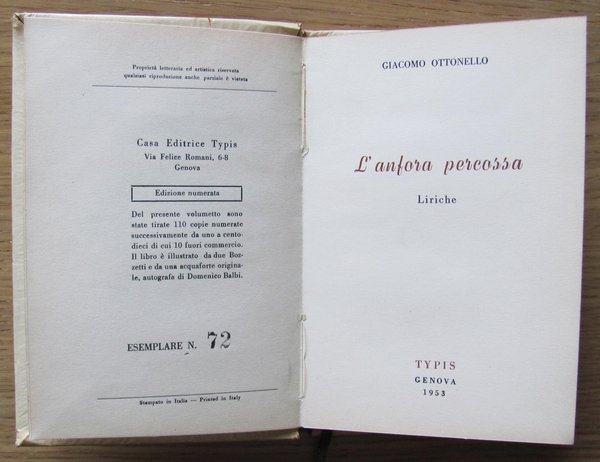 Proprietà letteraria ed artistica riservata
qualsiasi riproduzione anche parziale è vietata
Casa Editrice Typis
Via Felice Romani, 6-8
Genova
Edizione numerata
Del presente volumetto sono
state tirate 110 copie numerate
successivamente da uno a cento-
dieci di cui 10 fuori commercio.
Il libro è illustrato da due Boz-
zetti e da una acquaforte origina-
le, autografa di Domenico Balbi.
ESEMPLARE N. 72
Stampato in Italia - Printed in Italy
GIACOMO OTTONELLO
L'anfora percossa
Liriche
TYPIS
GENOVA
1953